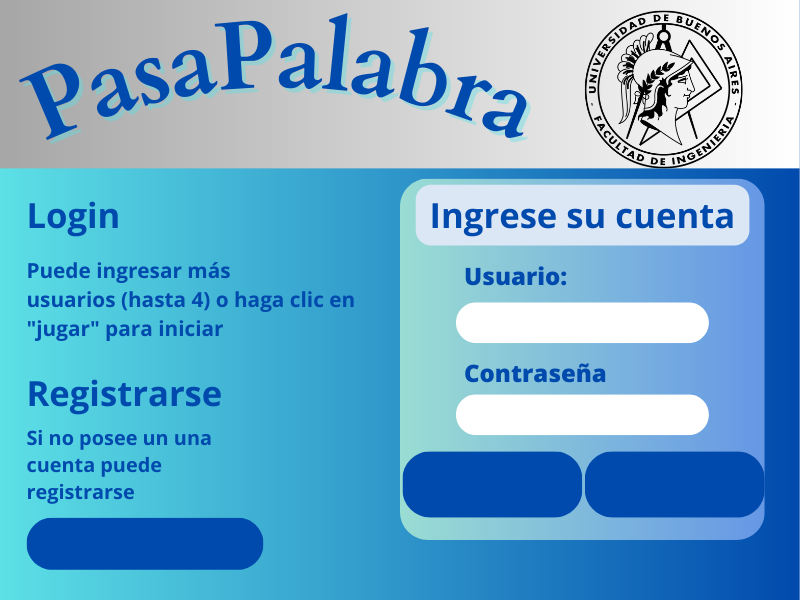 PasaPalabra
UNIVERSIDAD DE BUENOS AIRES
· FACULTAD DE INGENIERIA ·
Login
Puede ingresar más
usuarios (hasta 4) o haga clic en
"jugar" para iniciar
Registrarse
Si no posee un una
cuenta puede
registrarse
Ingrese su cuenta
Usuario:
Contraseña